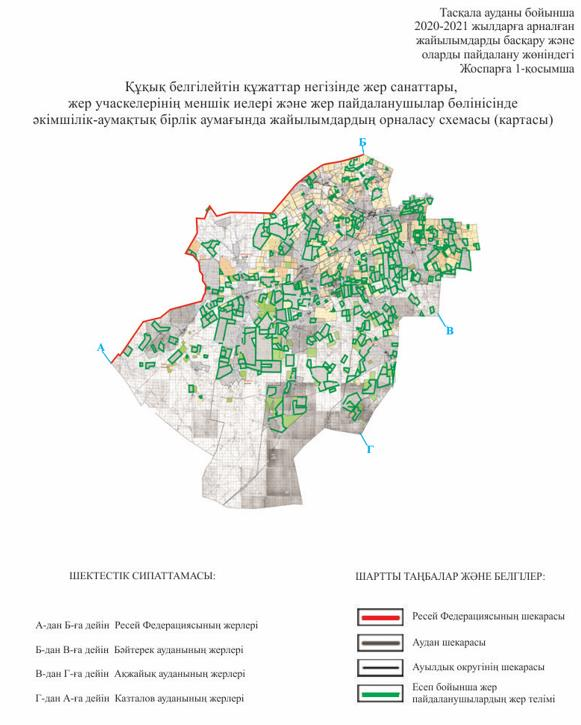 Тасқала ауданы бойынша
2020-2021 жылдарға арналған
жайылымдарды басқару және
оларды пайдалану жөніндегі
Жоспарға 1-қосымша
Құқық белгілейтін құжаттар негізінде жер санаттары,
жер учаскелерінің меншік иелері және жер пайдаланушылар бөлінісінде
әкімшілік-аумақтық бірлік аумағында жайылымдардың орналасу схемасы (картасы)
Б
А
В
Г
ШЕКТЕСТІК СИПАТТАМАСЫ:
А-дан Б-ға дейін Ресей Федерациясының жерлері
Б-дан В-ға дейін Бәйтерек ауданының жерлері
В-дан Г-ға дейін Ақжайық ауданының жерлері
Г-дан А-ға дейін Казталов ауданының жерлері
ШАРТТЫ ТАҢБАЛАР ЖӘНЕ БЕЛГІЛЕР:
Ресей Федерациясының шекарасы
Аудан шекарасы
Ауылдық округінің шекарасы
Есеп бойынша жер
пайдаланушылардың жер телімі